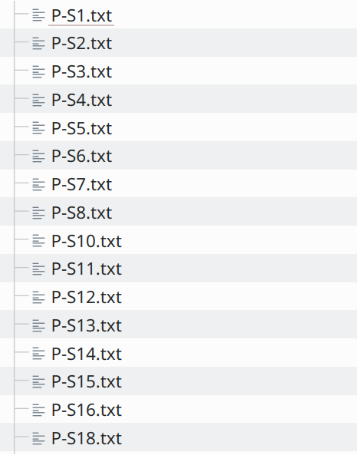 P-S1.txt
P-S2.txt
P-S3.txt
P-S4.txt
P-S5.txt
P-S6.txt
P-S7.txt
P-S8.txt
P-S10.txt
P-S11.txt
P-S12.txt
P-S13.txt
P-S14.txt
P-S15.txt
P-S16.txt
P-S18.txt